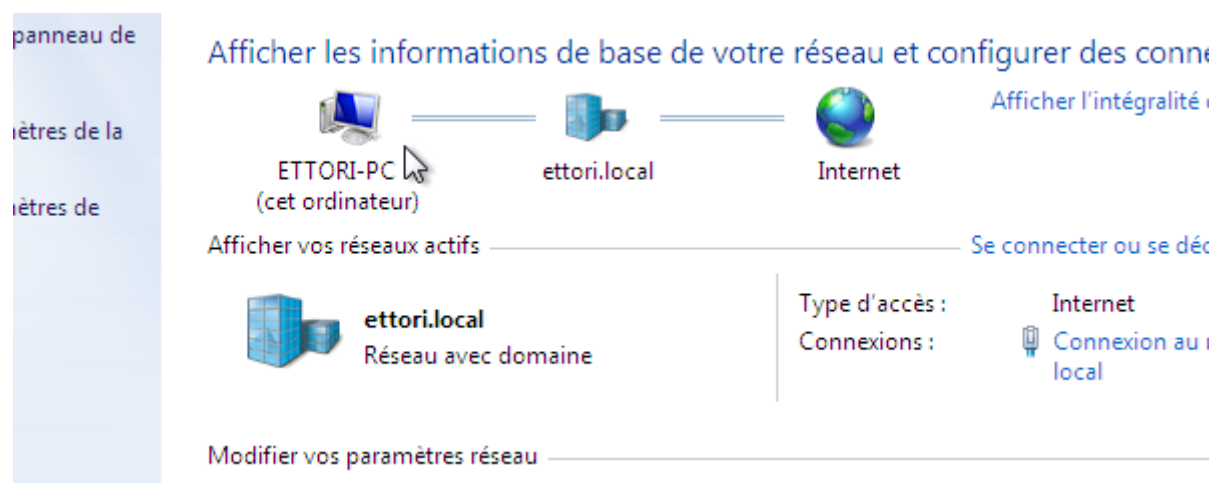 panneau de
ètres de la
ètres de
Afficher les informations de base de votre réseau et configurer des conne
Afficher l'intégralité
ETTORI-PC
(cet ordinateur)
ettori.local
Internet
Afficher vos réseaux actifs
Se connecter ou se déc
ettori.local
Réseau avec domaine
Type d'accès :
Internet
Connexions :
Connexion au
local
Modifier vos paramètres réseau